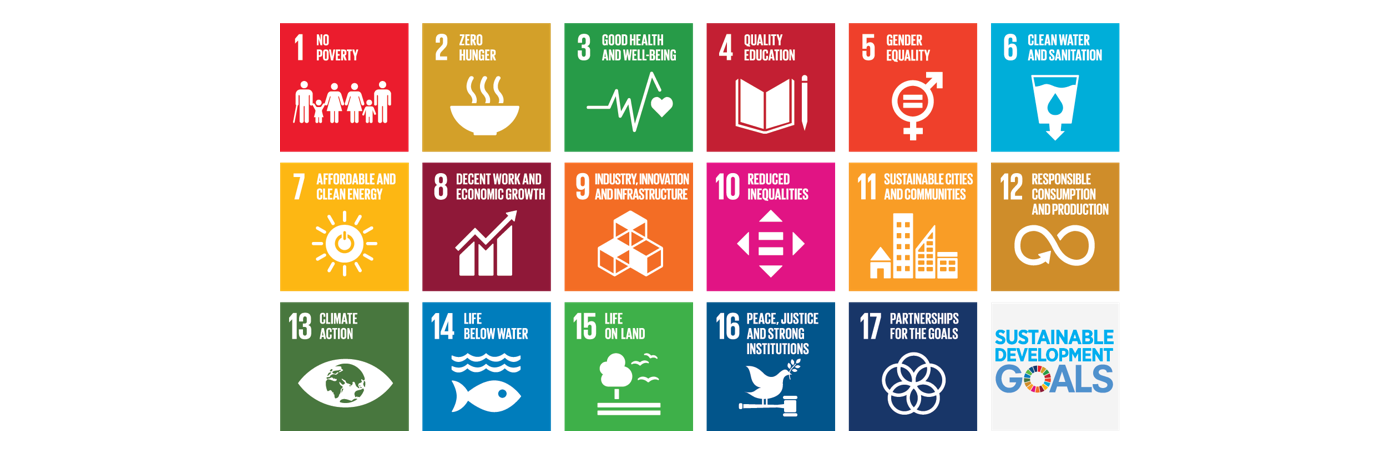 1 NO
POVERTY
2 ZERO
HUNGER
3 GOOD HEALTH
AND WELL-BEING
4 QUALITY
EDUCATION
5 GENDER
EQUALITY
6 CLEAN WATER
AND SANITATION
7 AFFORDABLE AND
CLEAN ENERGY
8 DECENT WORK AND
ECONOMIC GROWTH
9 INDUSTRY, INNOVATION
AND INFRASTRUCTURE
10 REDUCED
INEQUALITIES
11 SUSTAINABLE CITIES
AND COMMUNITIES
12 RESPONSIBLE
CONSUMPTION
AND PRODUCTION
13 CLIMATE
ACTION
14 LIFE
BELOW WATER
15 LIFE
ON LAND
16 PEACE, JUSTICE
AND STRONG
INSTITUTIONS
17 PARTNERSHIPS
FOR THE GOALS
SUSTAINABLE
DEVELOPMENT
GOALS